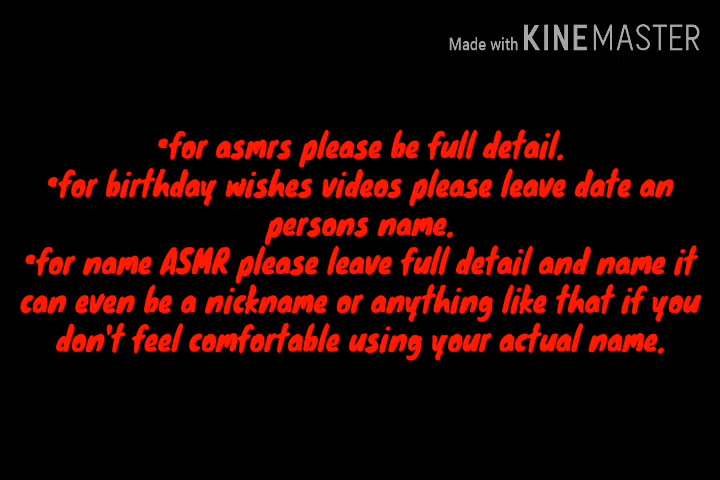 Made with KINEMASTER
•for asmrs please be full detail.
•for birthday wishes videos please leave date an
persons name.
•for name ASMR please leave full detail and name it
can even be a nickname or anything like that if you
don't feel comfortable using your actual name.